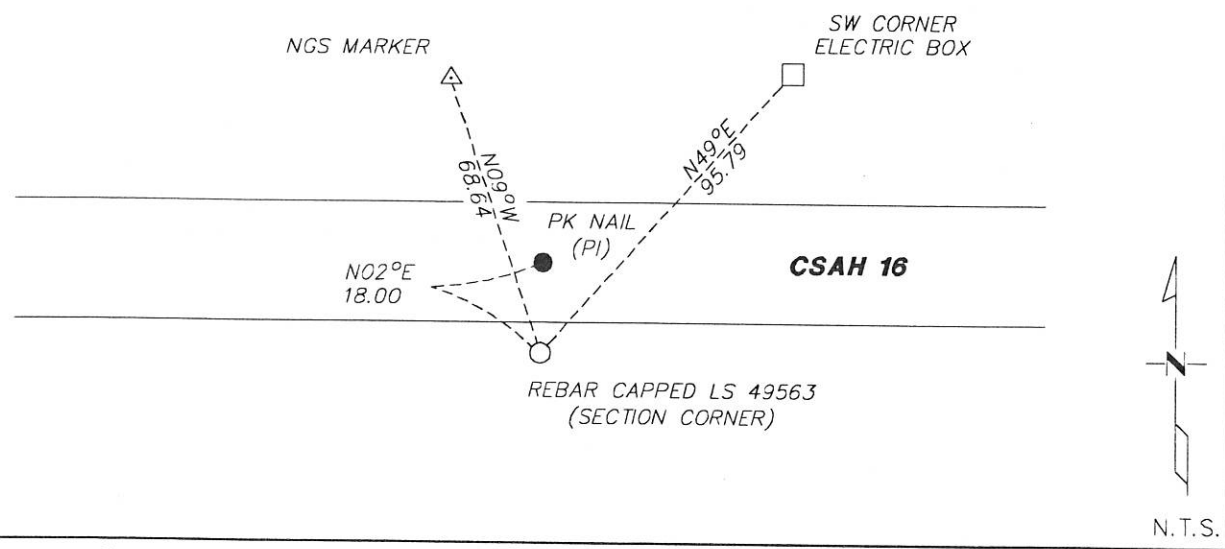 NGS MARKER
SW CORNER
ELECTRIC BOX
N09°W
68.64
N49°E
95.79
PK NAIL
(PI)
N02°E
18.00
CSAH 16
REBAR CAPPED LS 49563
(SECTION CORNER)
N
N.T.S.